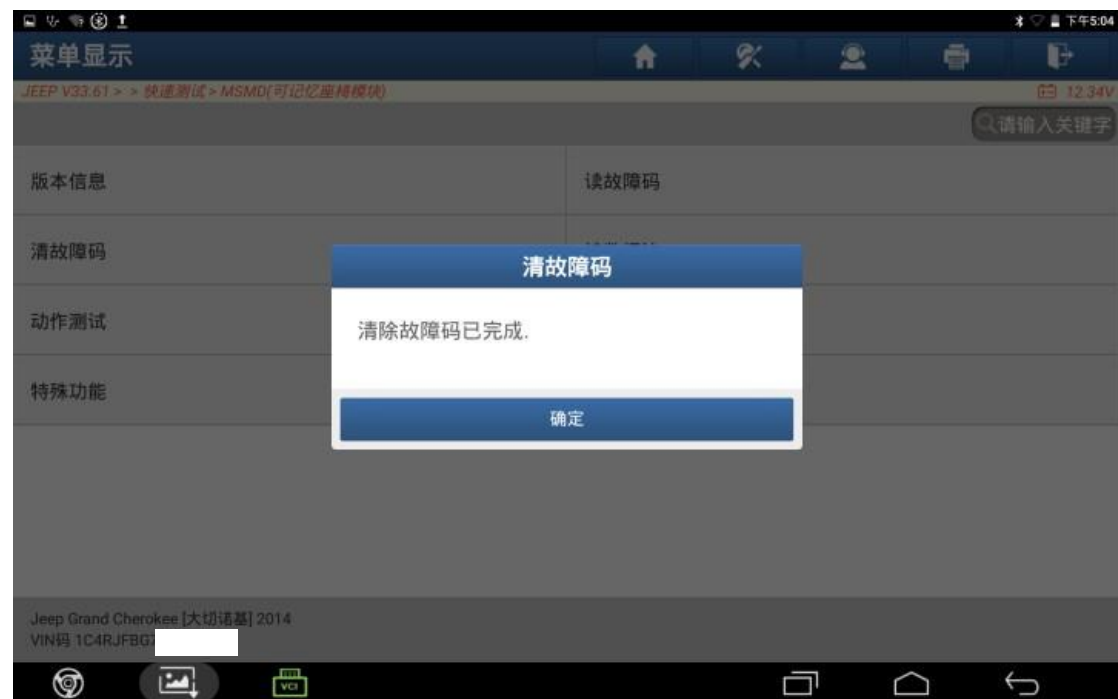 下午5:04
菜单显示
JEEP V33.61 > > 快速测试 > MSMD(可记忆座椅模块)
12.34V
请输入关键字
版本信息
读故障码
清故障码
动作测试
特殊功能
清故障码
清除故障码已完成.
确定
Jeep Grand Cherokee [大切诺基] 2014
VIN码 1C4RJFBG7
VCI